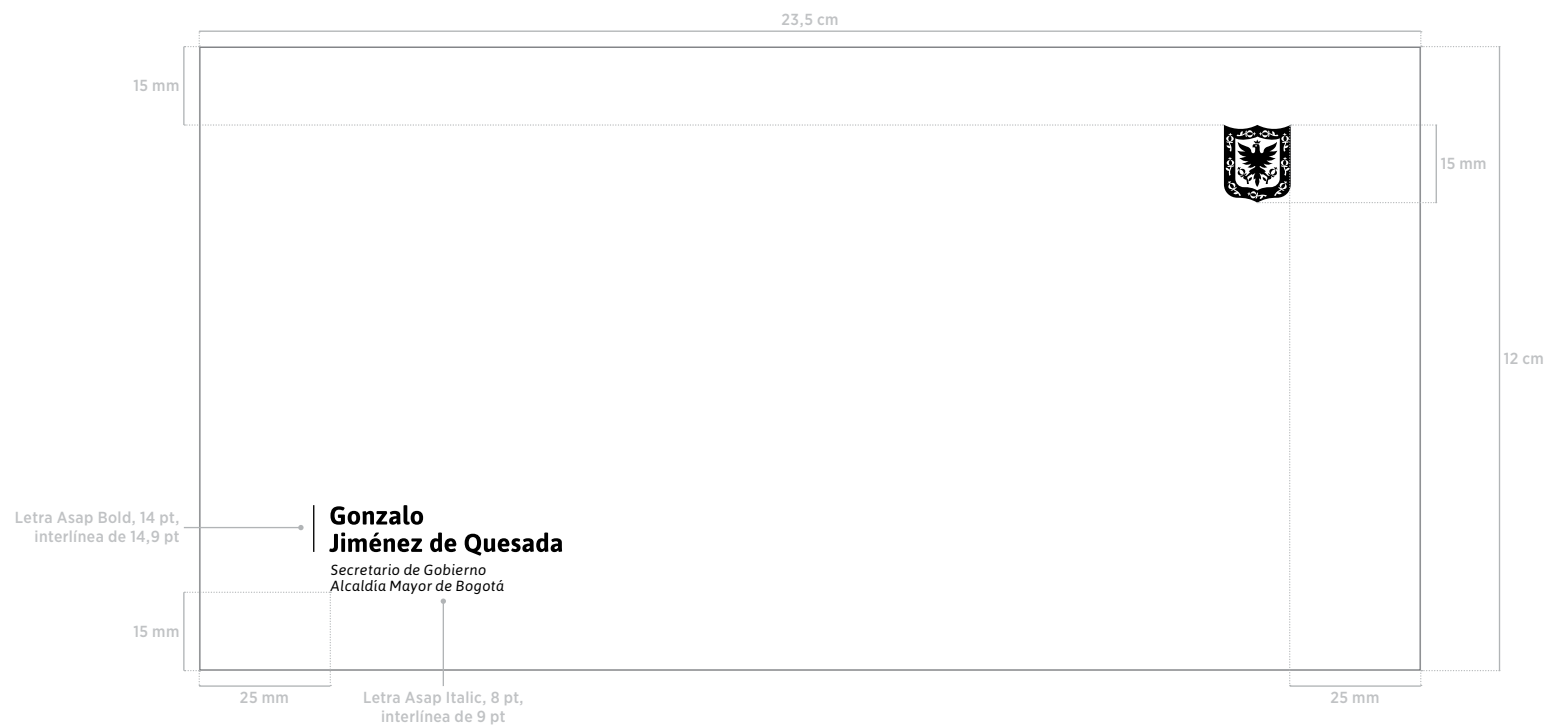 23,5 cm
15 mm
15 mm
12 cm
Letra Asap Bold, 14 pt,
interlínea de 14,9 pt
Gonzalo
Jiménez de Quesada
Secretario de Gobierno
Alcaldía Mayor de Bogotá
15 mm
25 mm
Letra Asap Italic, 8 pt,
interlínea de 9 pt
25 mm